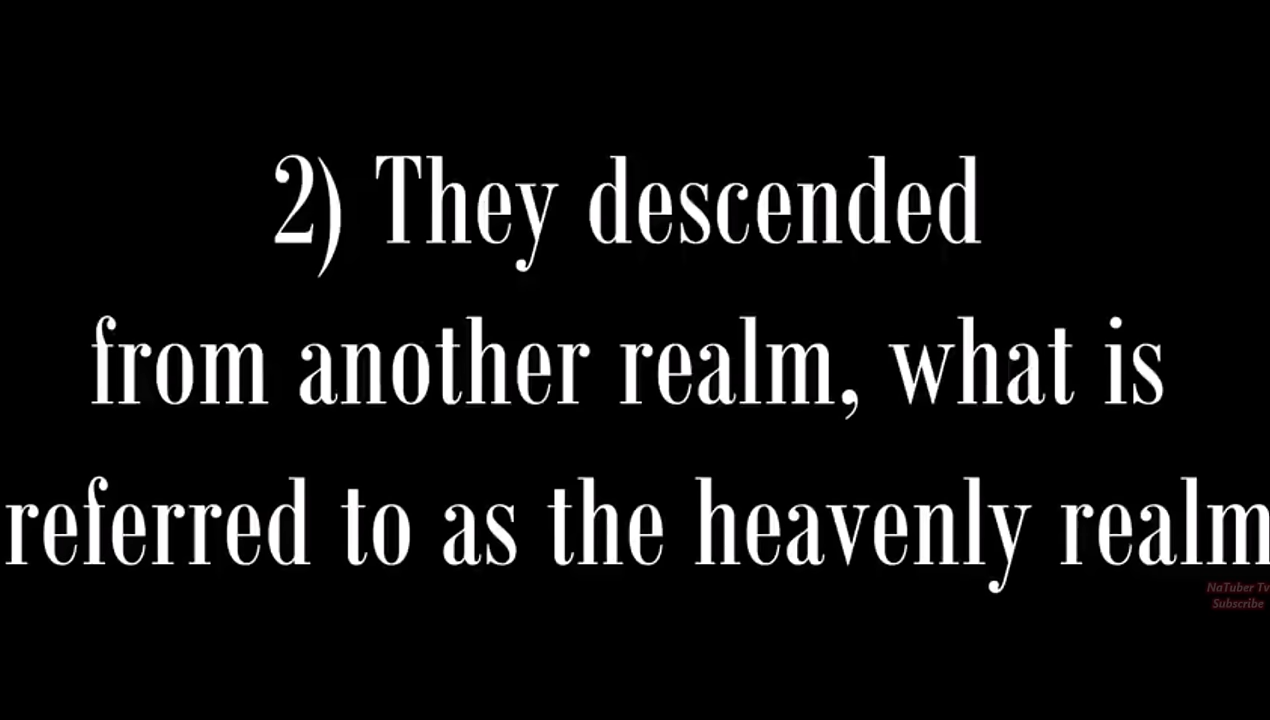 2) They descended
from another realm, what is
referred to as the heavenly realm
NaTuber Tv
Subscribe